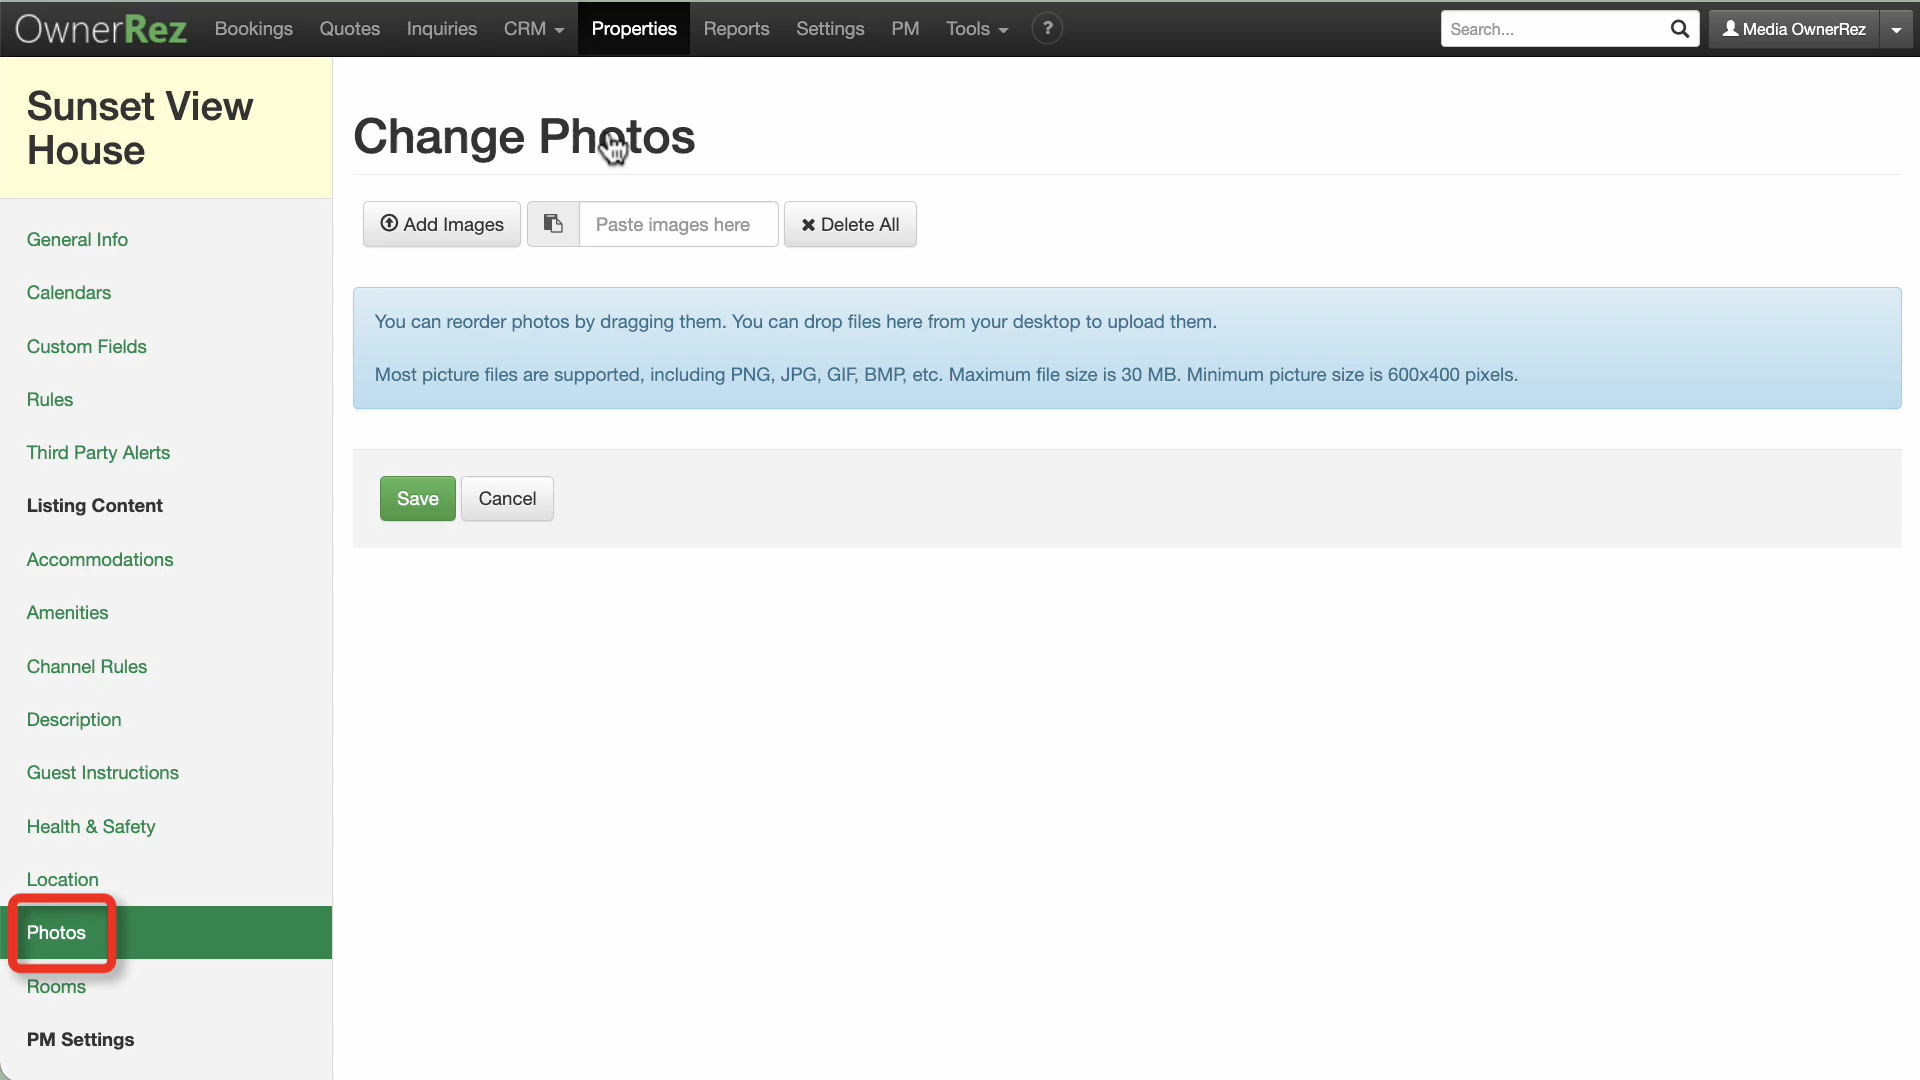 OwnerRez Bookings Quotes Inquiries CRM Properties Reports Settings PM Tools ? Search... Media OwnerRez
Sunset View
House
General Info
Calendars
Custom Fields
Rules
Third Party Alerts
Listing Content
Accommodations
Amenities
Channel Rules
Description
Guest Instructions
Health & Safety
Location
Photos
Rooms
PM Settings
Change Photos
Add Images Paste images here Delete All
You can reorder photos by dragging them. You can drop files here from your desktop to upload them.
Most picture files are supported, including PNG, JPG, GIF, BMP, etc. Maximum file size is 30 MB. Minimum picture size is 600x400 pixels.
Save Cancel